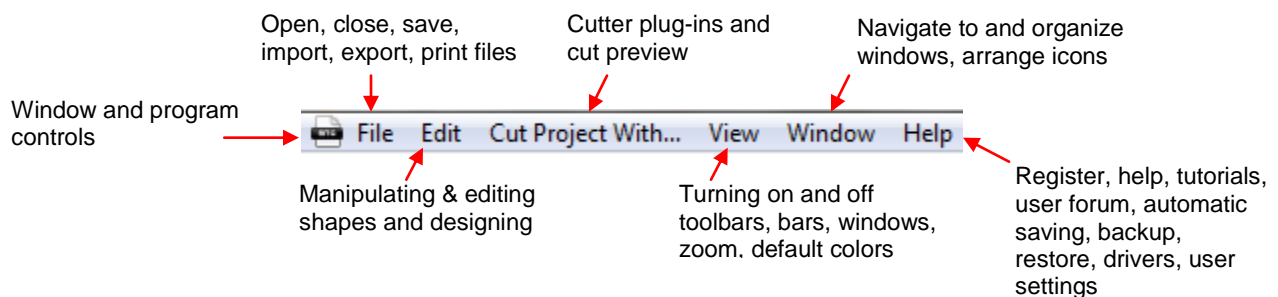 Open, close, save,
import, export, print files
Cutter plug-ins and
cut preview
Navigate to and organize
windows, arrange icons
Window and program
controls
File Edit Cut Project With... View Window Help
Manipulating & editing
shapes and designing
Turning on and off
toolbars, bars, windows,
zoom, default colors
Register, help, tutorials,
user forum, automatic
saving, backup,
restore, drivers, user
settings